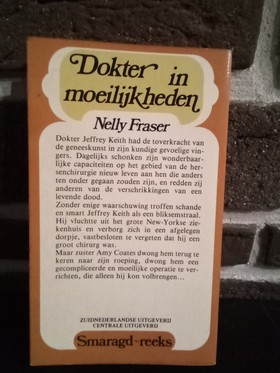 Dokter in
moeilijkheden
Nelly Fraser
Dokter Jeffrey Keith had de toverkracht van
de geneeskunst in zijn kundige gevoelige vin-
gers. Dagelijks schonken zijn wonderbaar-
lijke capaciteiten op het gebied van de her-
senchirurgie nieuw leven aan hen die anders
ten onder gegaan zouden zijn, en redden zij
anderen van de verschrikkingen van een
levende dood.
Zonder enige waarschuwing troffen schande
en smart Jeffrey Keith als een bliksemstraal.
Hij vluchtte uit het grote New-Yorkse zie-
kenhuis en verborg zich in een afgelegen
dorpje, vastbesloten te vergeten dat hij een
groot chirurg was.
Maar zuster Amy Coates dwong hem terug te
keren naar zijn roeping, dwong hem een
gecompliceerde en moeilijke operatie te ver-
richten, die alleen hij kon volbrengen...
ZUIDNEDERLANDSE UITGEVERIJ
CENTRALE UITGEVERIJ
Smaragd-reeks